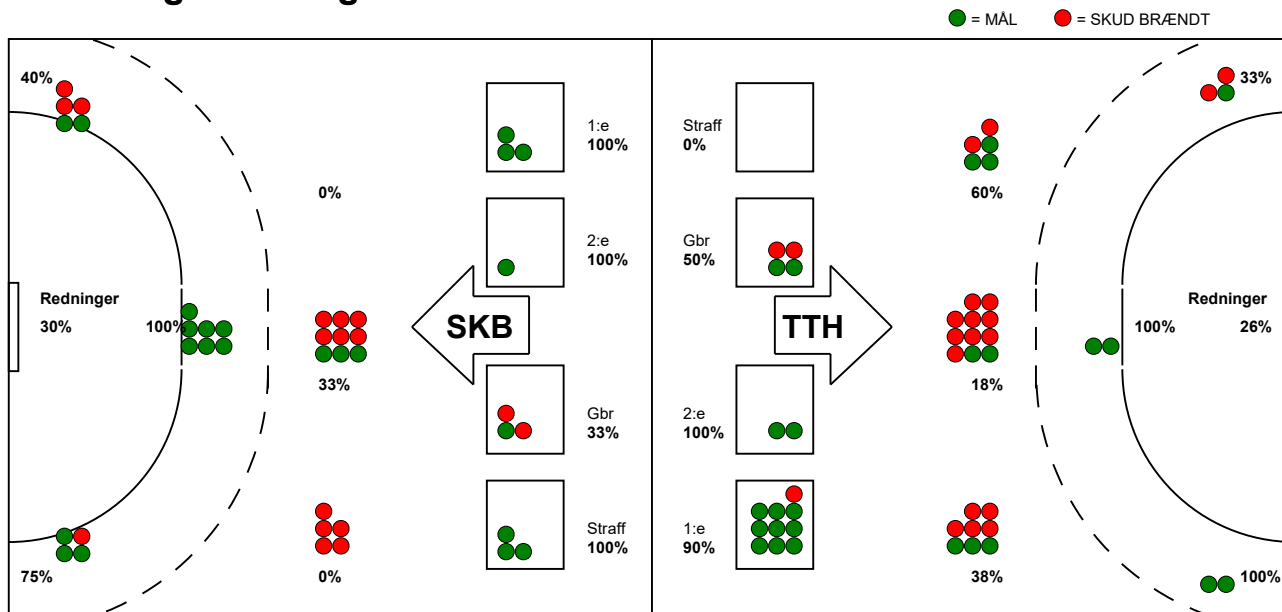 = MÅL = SKUD BRÆNDT
40%
1:e
100%
0%
2:e
100%
Redninger
30%
100%
SKB
33%
Gbr
33%
Straff
100%
75%
0%
Straff
0%
33%
60%
Gbr
50%
TTH
Redninger
100% 26%
18%
2:e
100%
1:e
90%
38%
100%